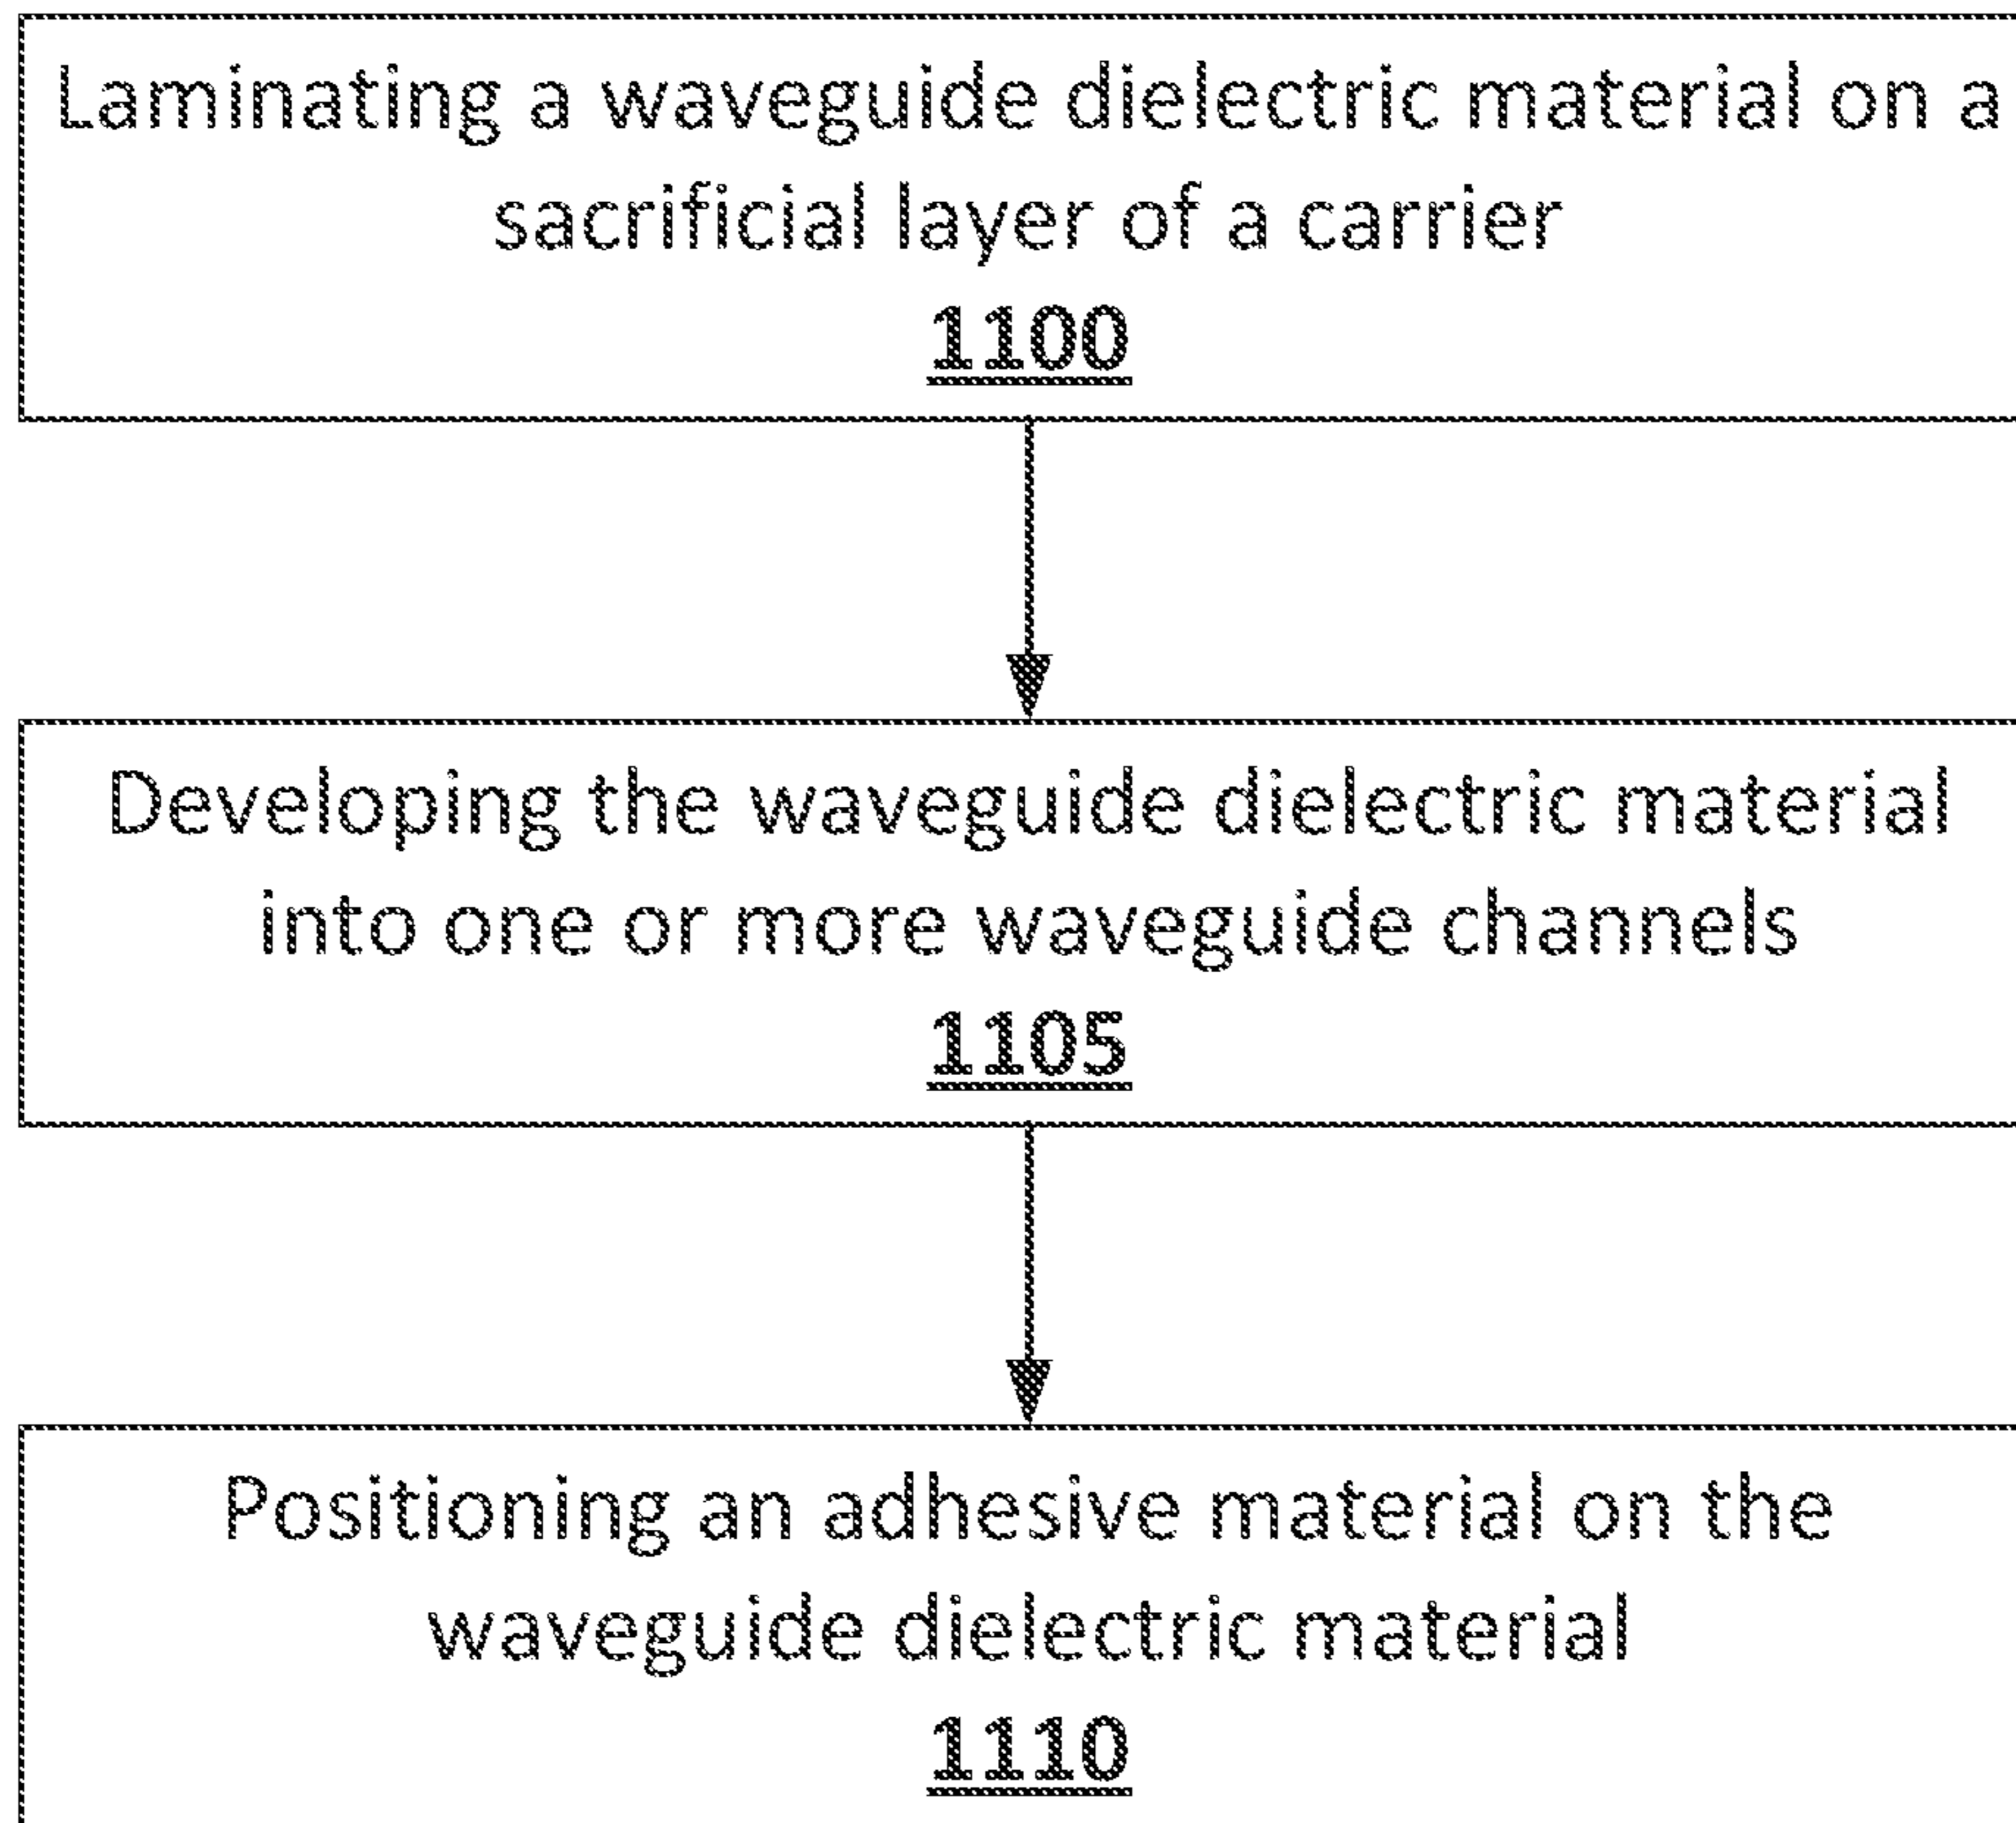 Laminating a waveguide dielectric material on a
sacrificial layer of a carrier
1100
Developing the waveguide dielectric material
into one or more waveguide channels
1105
Positioning an adhesive material on the
waveguide dielectric material
1110